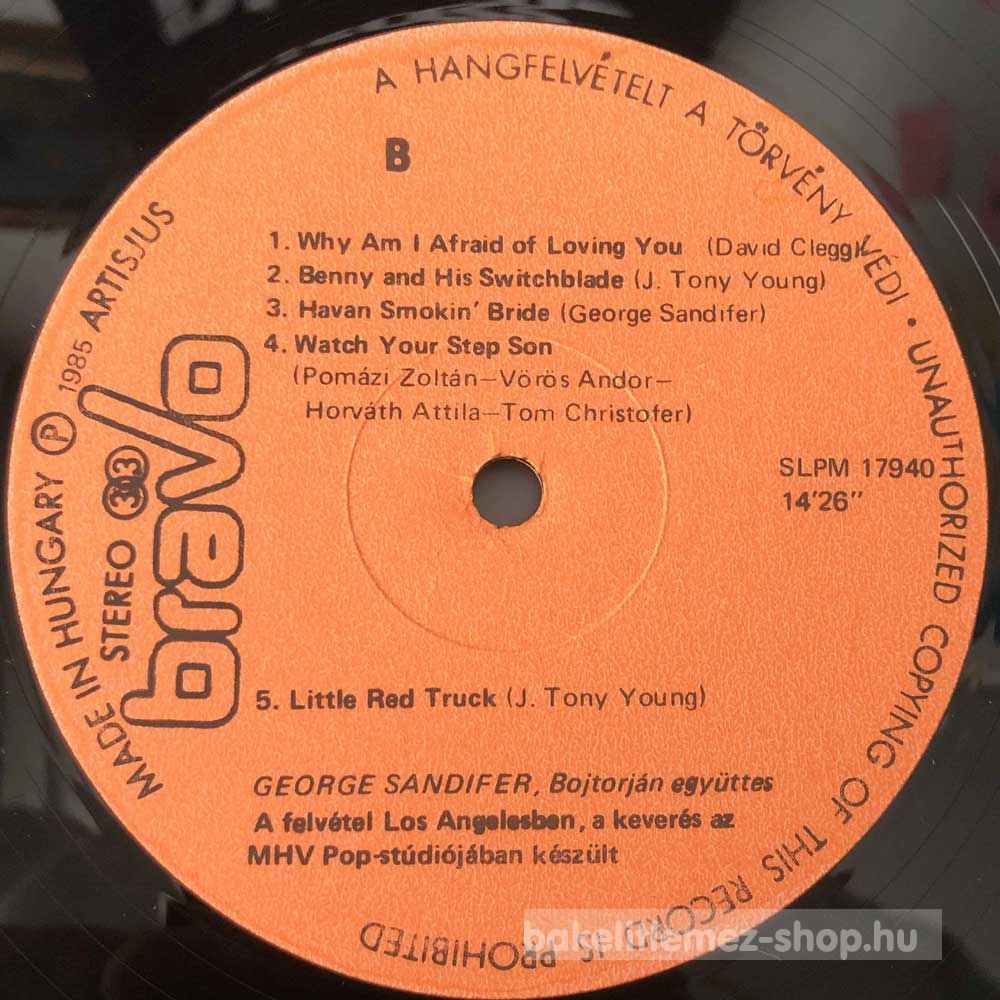 A HANGFELVÉTELT A TÖRVÉNY VÉDI • UNAUTHORIZED COPYING OF THIS RECORD IS PROHIBITED
B
1. Why Am I Afraid of Loving You (David Clegg)
2. Benny and His Switchblade (J. Tony Young)
3. Havan Smokin' Bride (George Sandifer)
4. Watch Your Step Son
(Pomázi Zoltán—Vörös Andor—
Horváth Attila—Tom Christofer)
MADE IN HUNGARY Ⓟ 1985 ARTISJUS
STEREO 33
bravo
SLPM 17940
14'26"
5. Little Red Truck (J. Tony Young)
GEORGE SANDIFER, Bojtorján együttes
A felvétel Los Angelesben, a keverés az
MHV Pop-stúdiójában készült
bakelitlemez-shop.hu